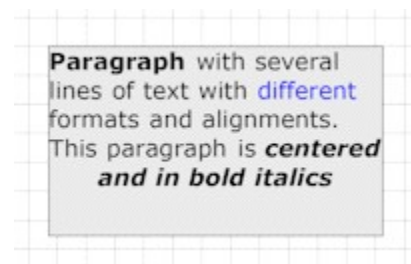 Paragraph with several
lines of text with different
formats and alignments.
This paragraph is centered
and in bold italics